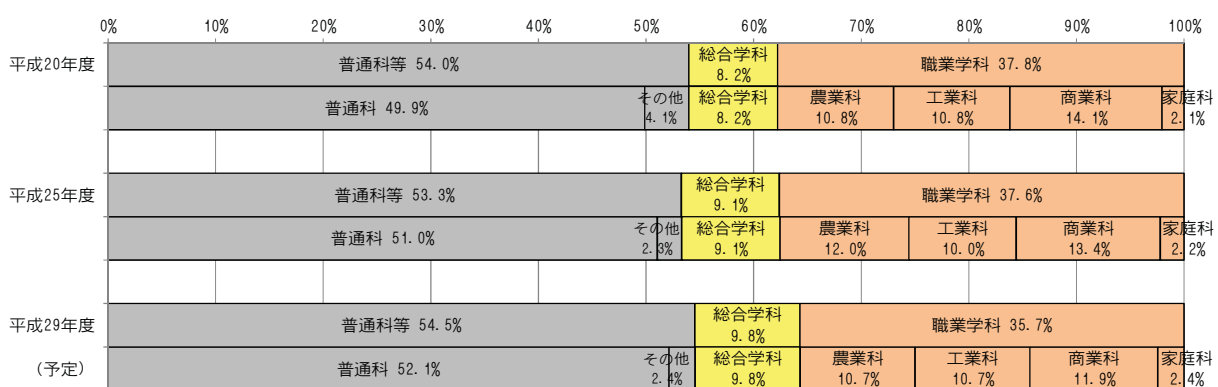 0% 10% 20% 30% 40% 50% 60% 70% 80% 90% 100%
平成20年度
普通科等 54.0%
総合学科
8.2%
職業学科 37.8%
普通科 49.9%
その他
4.1%
総合学科
8.2%
農業科
10.8%
工業科
10.8%
商業科
14.1%
家庭科
2.1%
平成25年度
普通科等 53.3%
総合学科
9.1%
職業学科 37.6%
普通科 51.0%
その他
2.3%
総合学科
9.1%
農業科
12.0%
工業科
10.0%
商業科
13.4%
家庭科
2.2%
平成29年度
普通科等 54.5%
総合学科
9.8%
職業学科 35.7%
(予定)
普通科 52.1%
その他
2.4%
総合学科
9.8%
農業科
10.7%
工業科
10.7%
商業科
11.9%
家庭科
2.4%